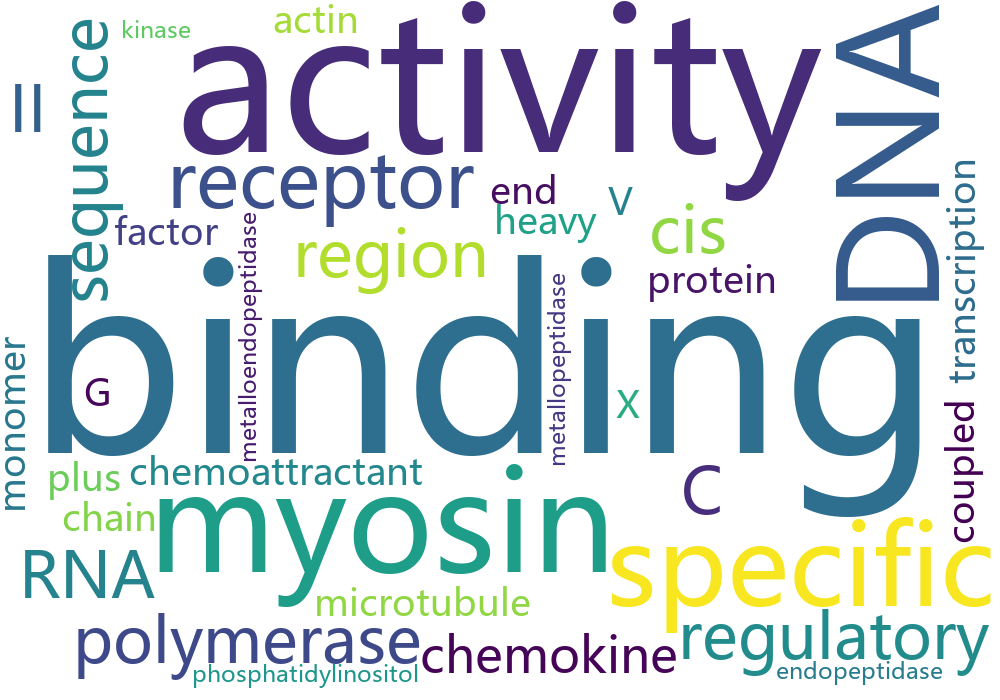 kinase
actin
activity
DNA
II
sequence
receptor
end
V
heavy
cis
factor
region
protein
transcription
metalloendopeptidase
metallopeptidase
binding
monomer
G
X
coupled
plus
chemoattractant
C
chain
myosin
RNA
specific
microtubule
polymerase
chemokine
regulatory
phosphatidylinositol
endopeptidase